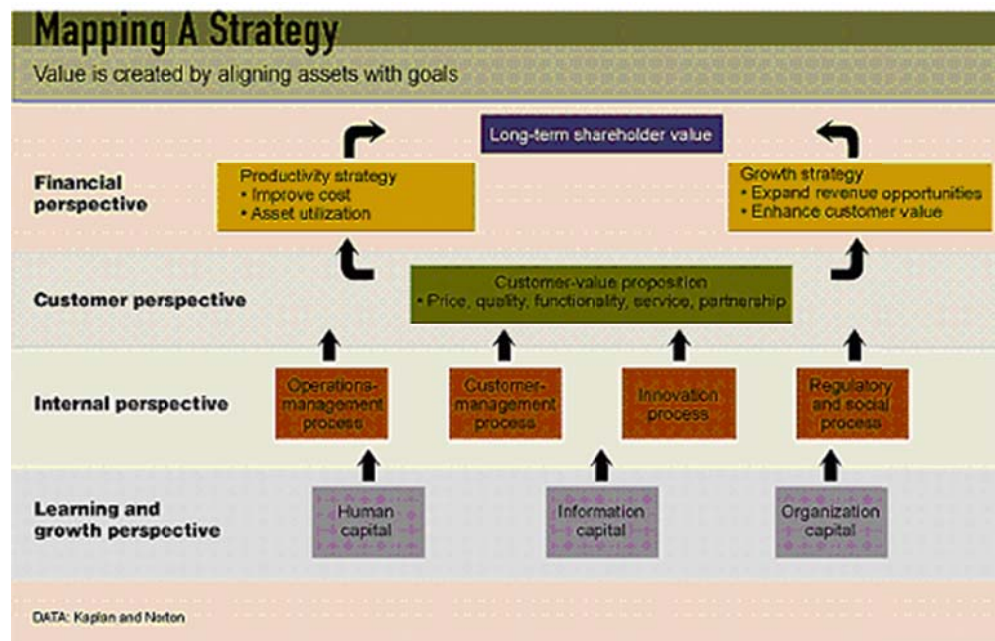 Mapping A Strategy
Value is created by aligning assets with goals
Long-term shareholder value
Financial
perspective
Productivity strategy
• Improve cost
• Asset utilization
Growth strategy
• Expand revenue opportunities
• Enhance customer value
Customer perspective
Customer-value proposition
• Price, quality, functionality, service, partnership
Internal perspective
Operations-
management
process
Customer-
management
process
Innovation
process
Regulatory
and social
process
Learning and
growth perspective
Human
capital
Information
capital
Organization
capital
DATA: Kaplan and Norton